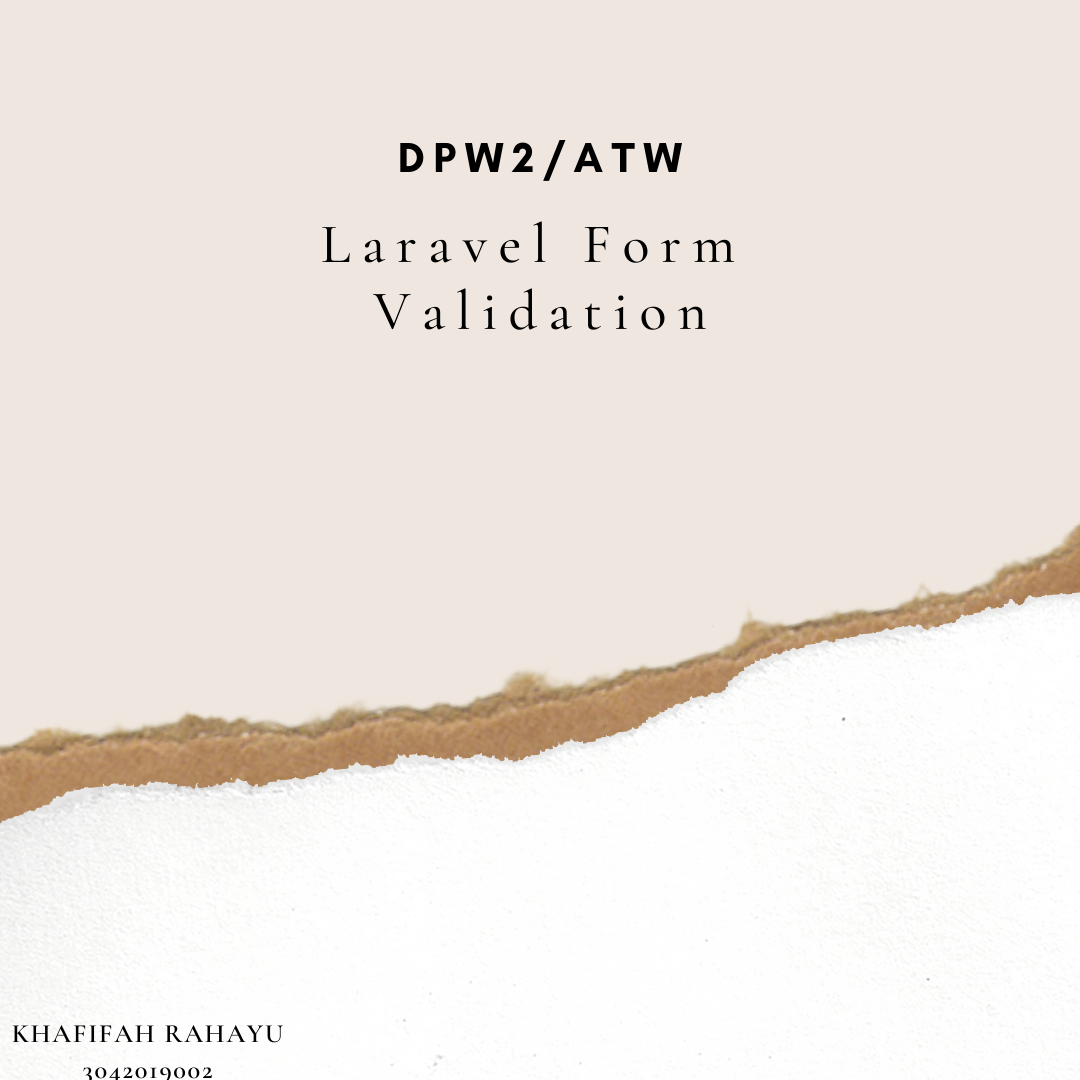 DPW2/ATW
Laravel Form
Validation
KHAFIFAH RAHAYU
3042019002